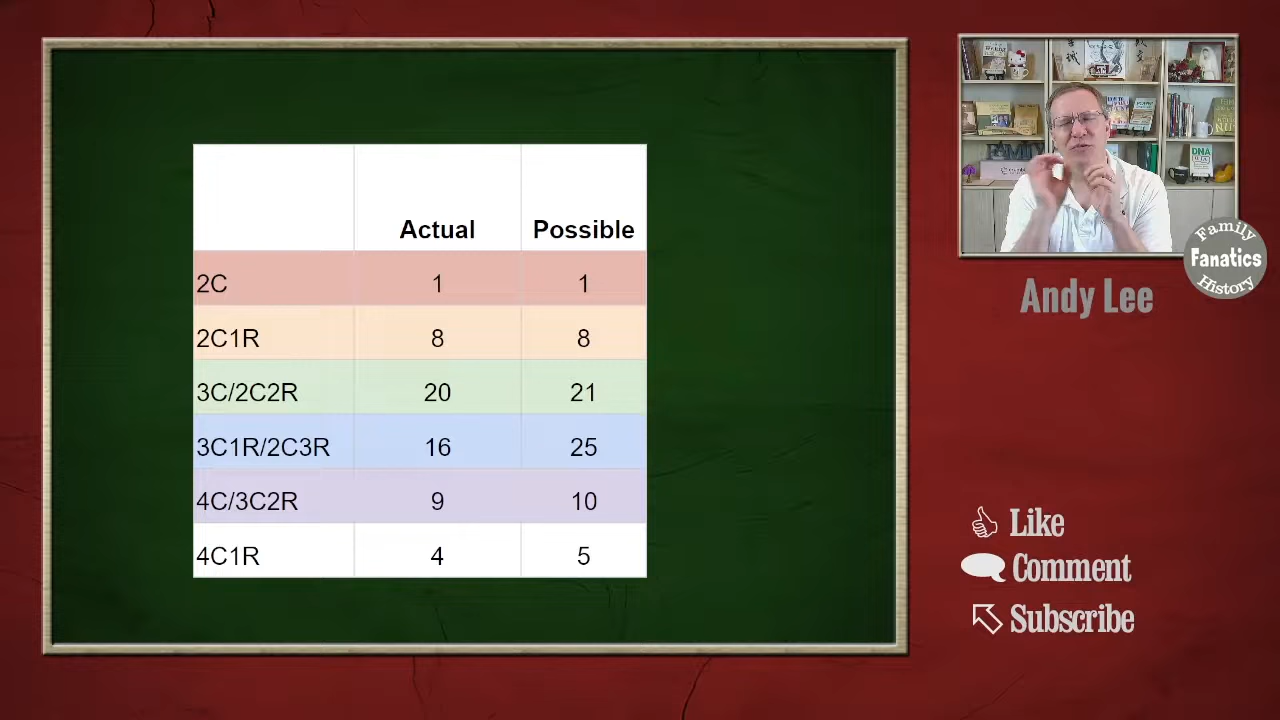 Actual Possible
2C 1 1
2C1R 8 8
3C/2C2R 20 21
3C1R/2C3R 16 25
4C/3C2R 9 10
4C1R 4 5
DNA
Family
Fanatics
History
Andy Lee
Like
Comment
Subscribe